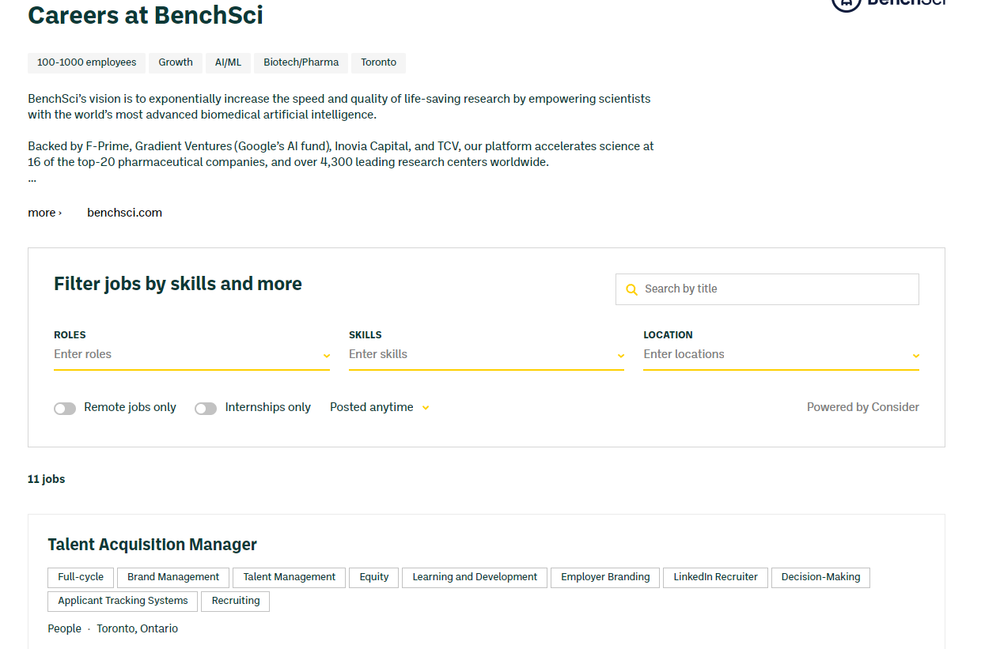 Careers at BenchSci
BenchSci
100-1000 employees Growth AI/ML Biotech/Pharma Toronto
BenchSci’s vision is to exponentially increase the speed and quality of life-saving research by empowering scientists
with the world’s most advanced biomedical artificial intelligence.
Backed by F-Prime, Gradient Ventures (Google’s AI fund), Inovia Capital, and TCV, our platform accelerates science at
16 of the top-20 pharmaceutical companies, and over 4,300 leading research centers worldwide.
...
more › benchsci.com
Filter jobs by skills and more
Search by title
ROLES SKILLS LOCATION
Enter roles Enter skills Enter locations
Remote jobs only Internships only Posted anytime Powered by Consider
11 jobs
Talent Acquisition Manager
Full-cycle Brand Management Talent Management Equity Learning and Development Employer Branding LinkedIn Recruiter Decision-Making
Applicant Tracking Systems Recruiting
People · Toronto, Ontario